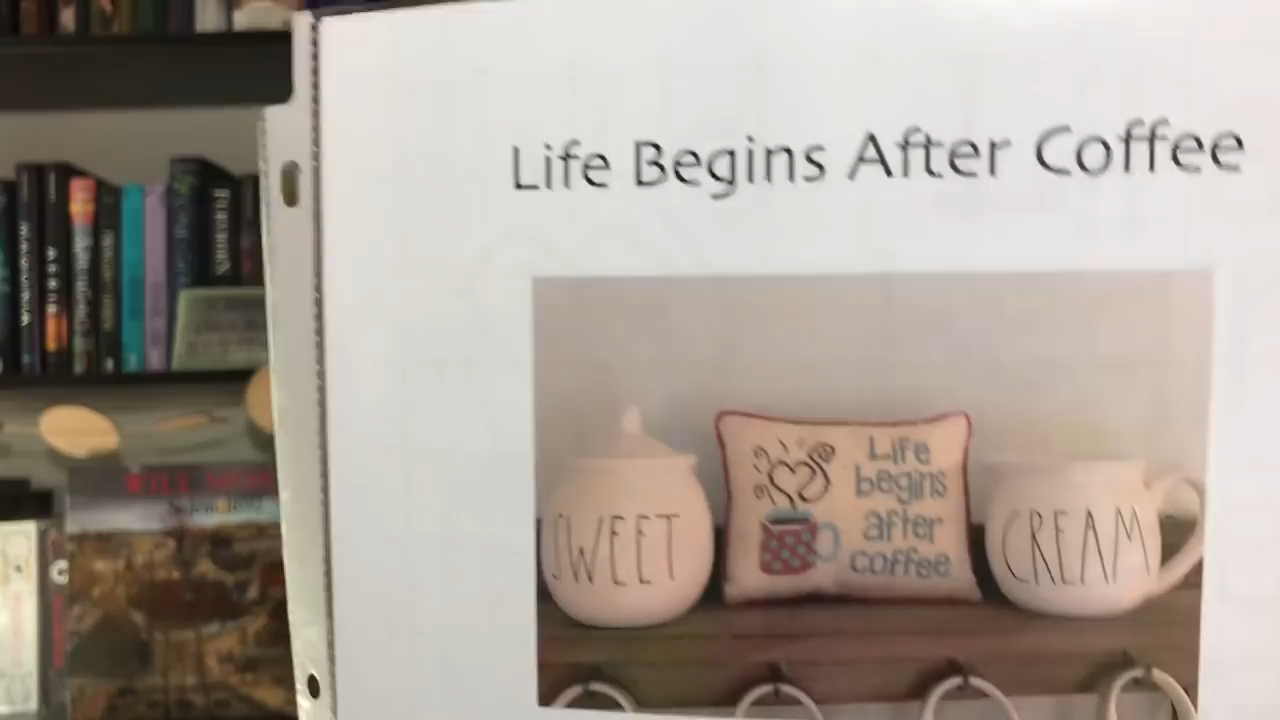 Life Begins After Coffee
SWEET
Life
begins
after
coffee
CREAM